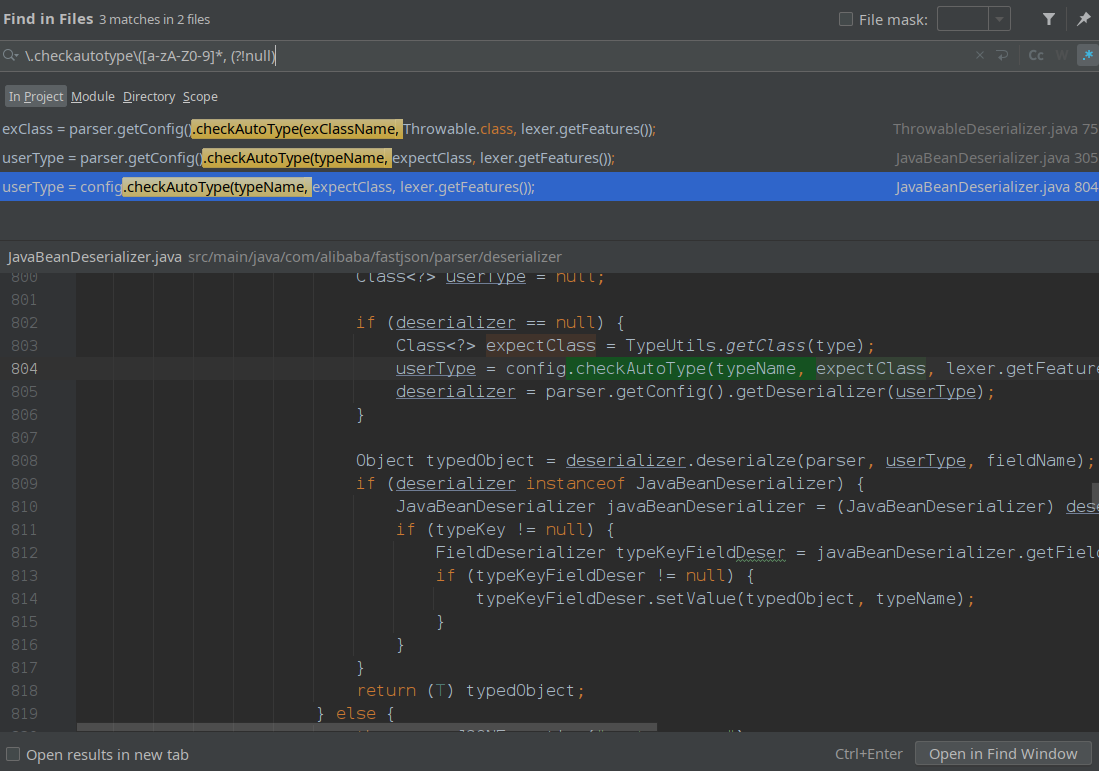 Find in Files 3 matches in 2 files File mask:
\.checkautotype\([a-zA-Z0-9]*, (?!null) Cc W .*
In Project Module Directory Scope
exClass = parser.getConfig().checkAutoType(exClassName, Throwable.class, lexer.getFeatures()); ThrowableDeserializer.java 75
userType = parser.getConfig().checkAutoType(typeName, expectClass, lexer.getFeatures()); JavaBeanDeserializer.java 305
userType = config.checkAutoType(typeName, expectClass, lexer.getFeatures()); JavaBeanDeserializer.java 804
JavaBeanDeserializer.java src/main/java/com/alibaba/fastjson/parser/deserializer
800 Class<?> userType = null;
801
802 if (deserializer == null) {
803 Class<?> expectClass = TypeUtils.getClass(type);
804 userType = config.checkAutoType(typeName, expectClass, lexer.getFeature
805 deserializer = parser.getConfig().getDeserializer(userType);
806 }
807
808 Object typedObject = deserializer.deserialze(parser, userType, fieldName);
809 if (deserializer instanceof JavaBeanDeserializer) {
810 JavaBeanDeserializer javaBeanDeserializer = (JavaBeanDeserializer) dese
811 if (typeKey != null) {
812 FieldDeserializer typeKeyFieldDeser = javaBeanDeserializer.getField
813 if (typeKeyFieldDeser != null) {
814 typeKeyFieldDeser.setValue(typedObject, typeName);
815 }
816 }
817 }
818 return (T) typedObject;
819 } else {
Open results in new tab Ctrl+Enter Open in Find Window